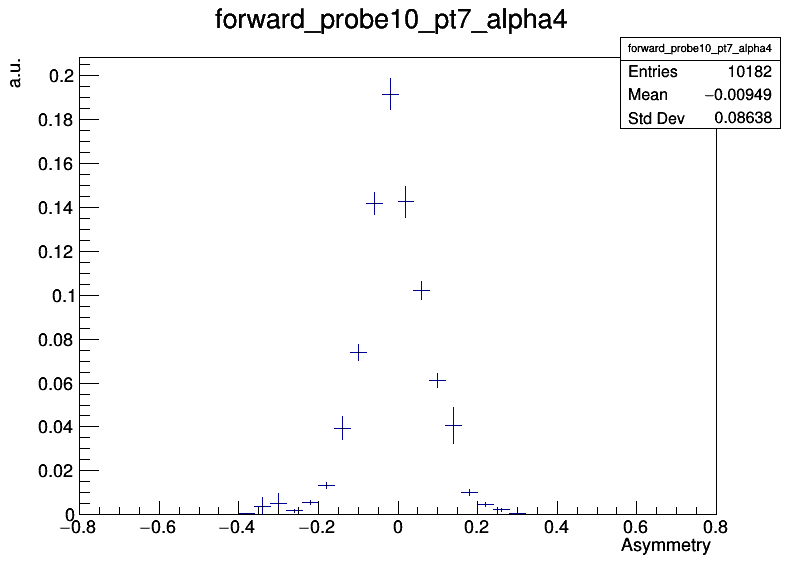 forward_probe10_pt7_alpha4
a.u.
forward_probe10_pt7_alpha4
Entries 10182
Mean −0.00949
Std Dev 0.08638
0.2
0.18
0.16
0.14
0.12
0.1
0.08
0.06
0.04
0.02
0
−0.8 −0.6 −0.4 −0.2 0 0.2 0.4 0.6 0.8
Asymmetry